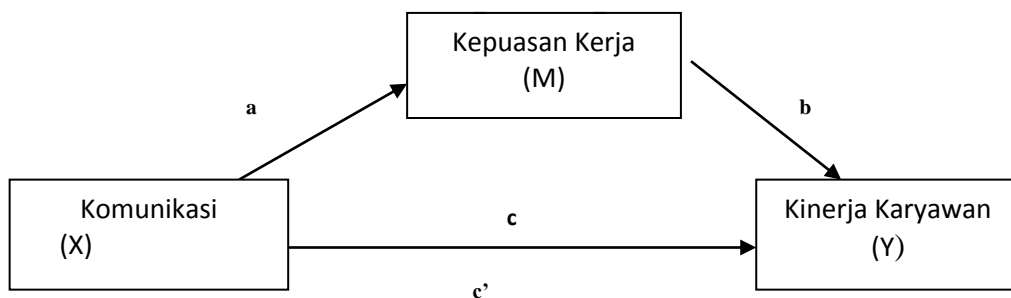 Kepuasan Kerja
(M)
a
b
Komunikasi
(X)
c
Kinerja Karyawan
(Y)
c’